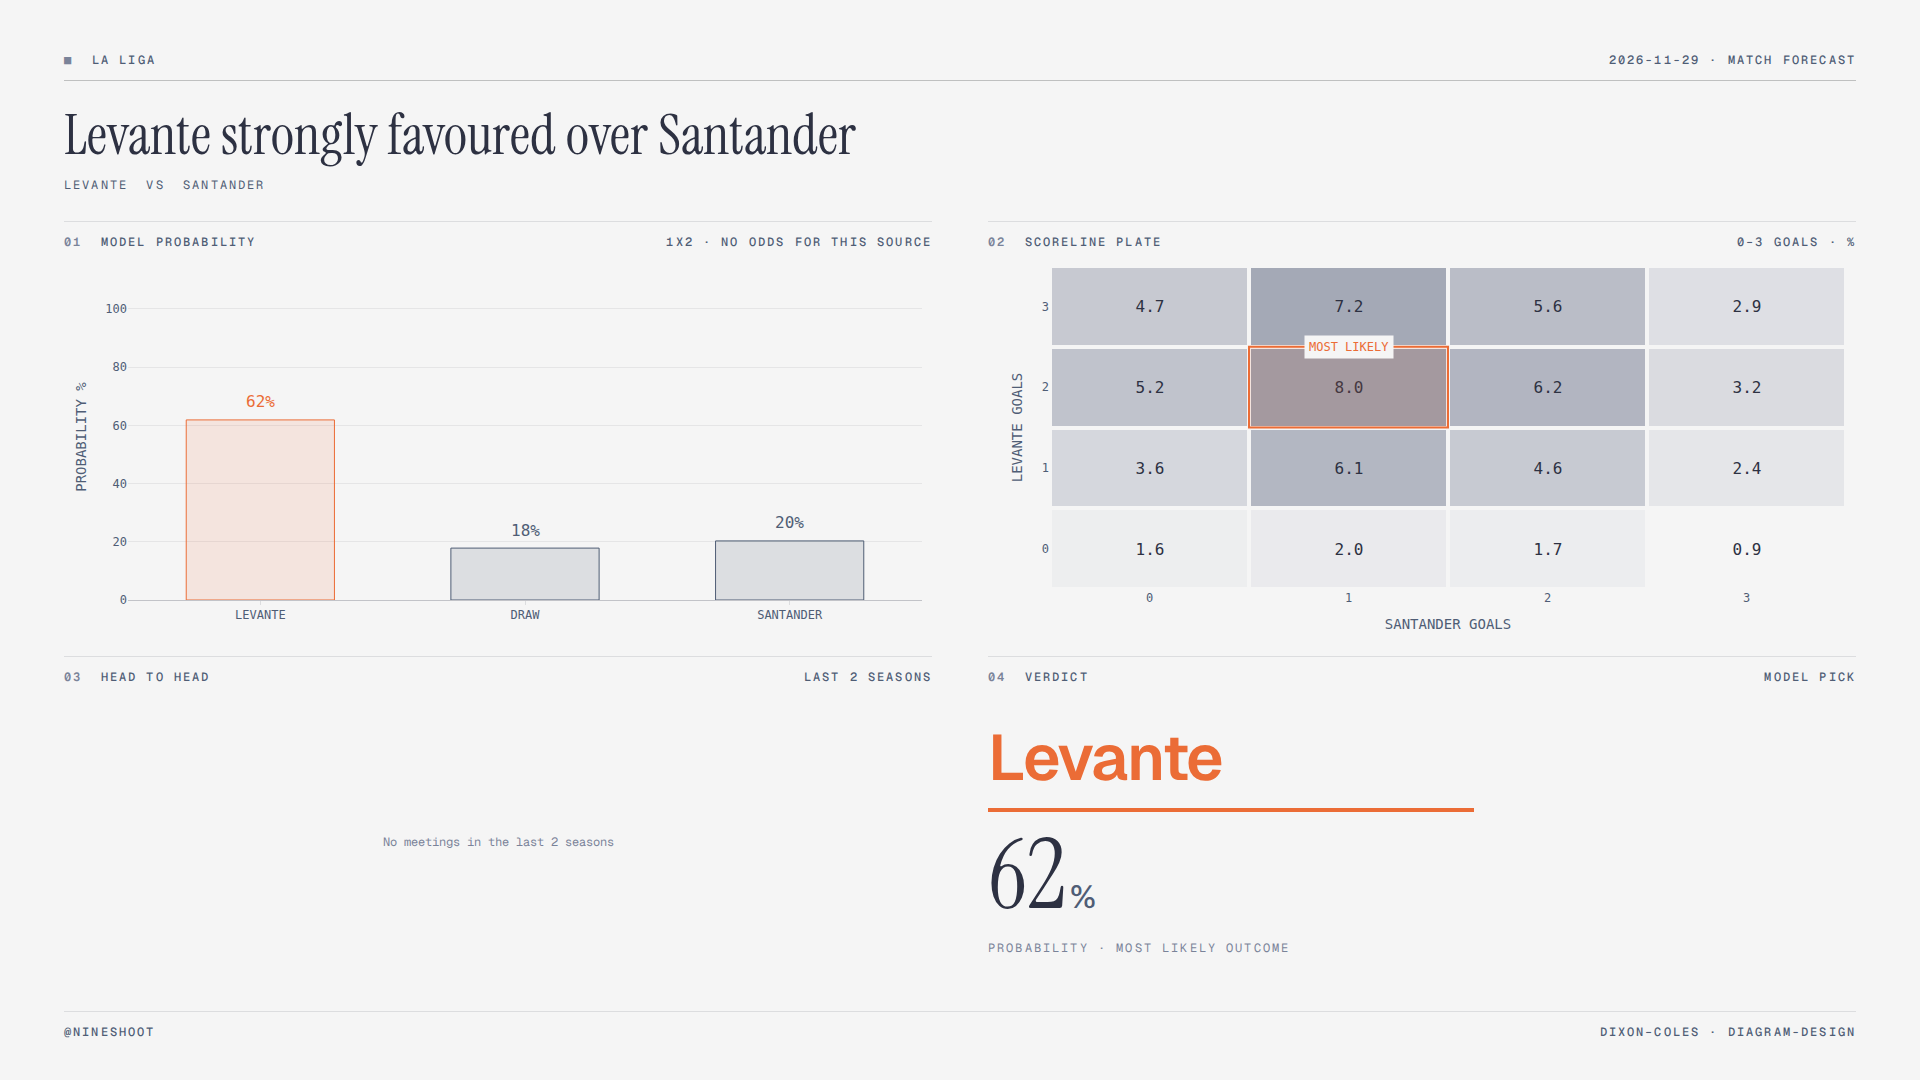 ■ LA LIGA
2026-11-29 · MATCH FORECAST
Levante strongly favoured over Santander
LEVANTE VS SANTANDER
01 MODEL PROBABILITY
1X2 · NO ODDS FOR THIS SOURCE
PROBABILITY %
100
80
60
40
20
0
62%
18%
20%
LEVANTE
DRAW
SANTANDER
02 SCORELINE PLATE
0–3 GOALS · %
LEVANTE GOALS
3 4.7 7.2 5.6 2.9
MOST LIKELY
2 5.2 8.0 6.2 3.2
1 3.6 6.1 4.6 2.4
0 1.6 2.0 1.7 0.9
0 1 2 3
SANTANDER GOALS
03 HEAD TO HEAD
LAST 2 SEASONS
No meetings in the last 2 seasons
04 VERDICT
MODEL PICK
Levante
62%
PROBABILITY · MOST LIKELY OUTCOME
@NINESHOOT
DIXON–COLES · DIAGRAM-DESIGN